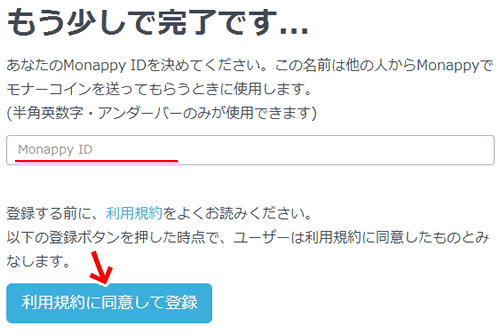 もう少しで完了です...
あなたのMonappy IDを決めてください。この名前は他の人からMonappyで
モナーコインを送ってもらうときに使用します。
(半角英数字・アンダーバーのみが使用できます)
Monappy ID
登録する前に、利用規約をよくお読みください。
以下の登録ボタンを押した時点で、ユーザーは利用規約に同意したものとみ
なします。
利用規約に同意して登録